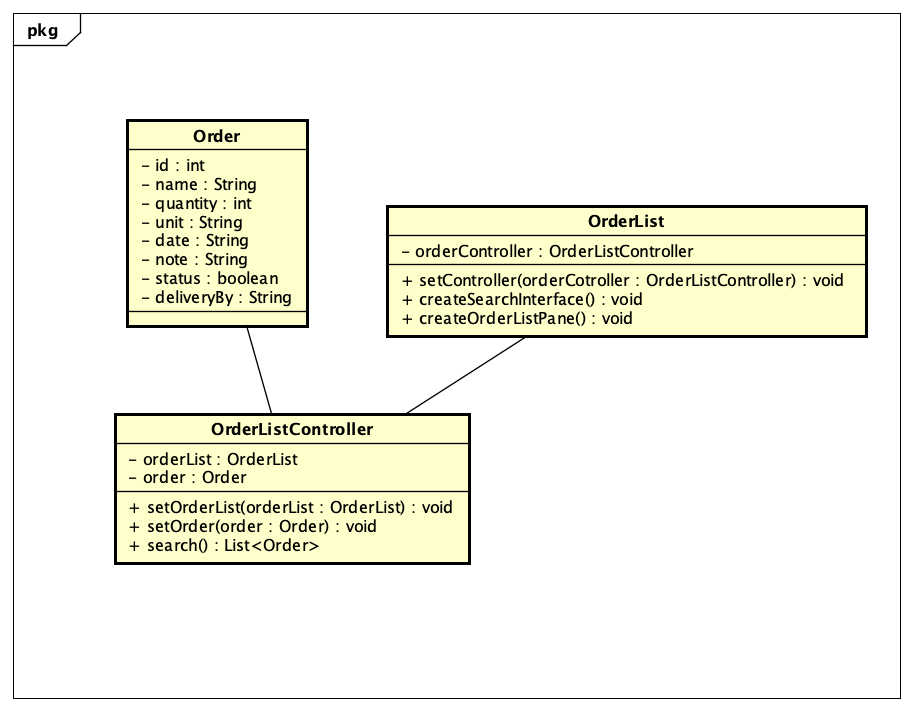 pkg
Order
- id : int
- name : String
- quantity : int
- unit : String
- date : String
- note : String
- status : boolean
- deliveryBy : String
OrderList
- orderController : OrderListController
+ setController(orderCotroller : OrderListController) : void
+ createSearchInterface() : void
+ createOrderListPane() : void
OrderListController
- orderList : OrderList
- order : Order
+ setOrderList(orderList : OrderList) : void
+ setOrder(order : Order) : void
+ search() : List<Order>